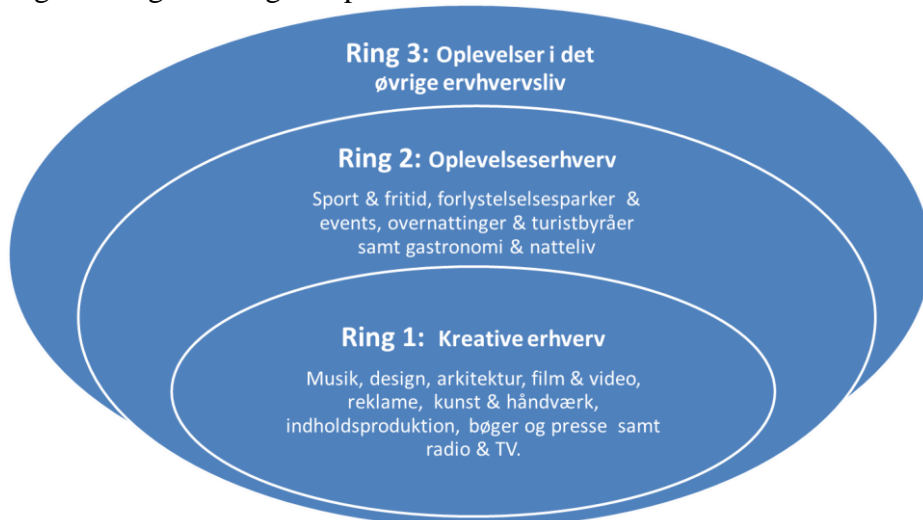 Ring 3: Oplevelser i det
øvrige ervhvervsliv
Ring 2: Oplevelseserhverv
Sport & fritid, forlystelselsesparker &
events, overnattinger & turistbyråer
samt gastronomi & natteliv
Ring 1: Kreative erhverv
Musik, design, arkitektur, film & video,
reklame, kunst & håndværk,
indholdsproduktion, bøger og presse samt
radio & TV.